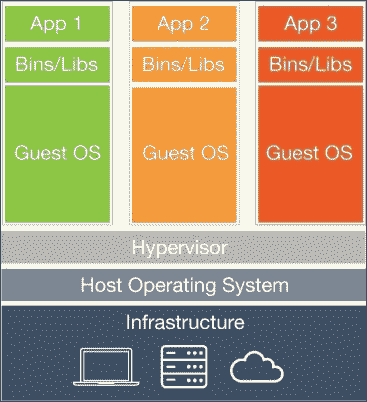 App 1 App 2 App 3
Bins/Libs Bins/Libs Bins/Libs
Guest OS Guest OS Guest OS
Hypervisor
Host Operating System
Infrastructure